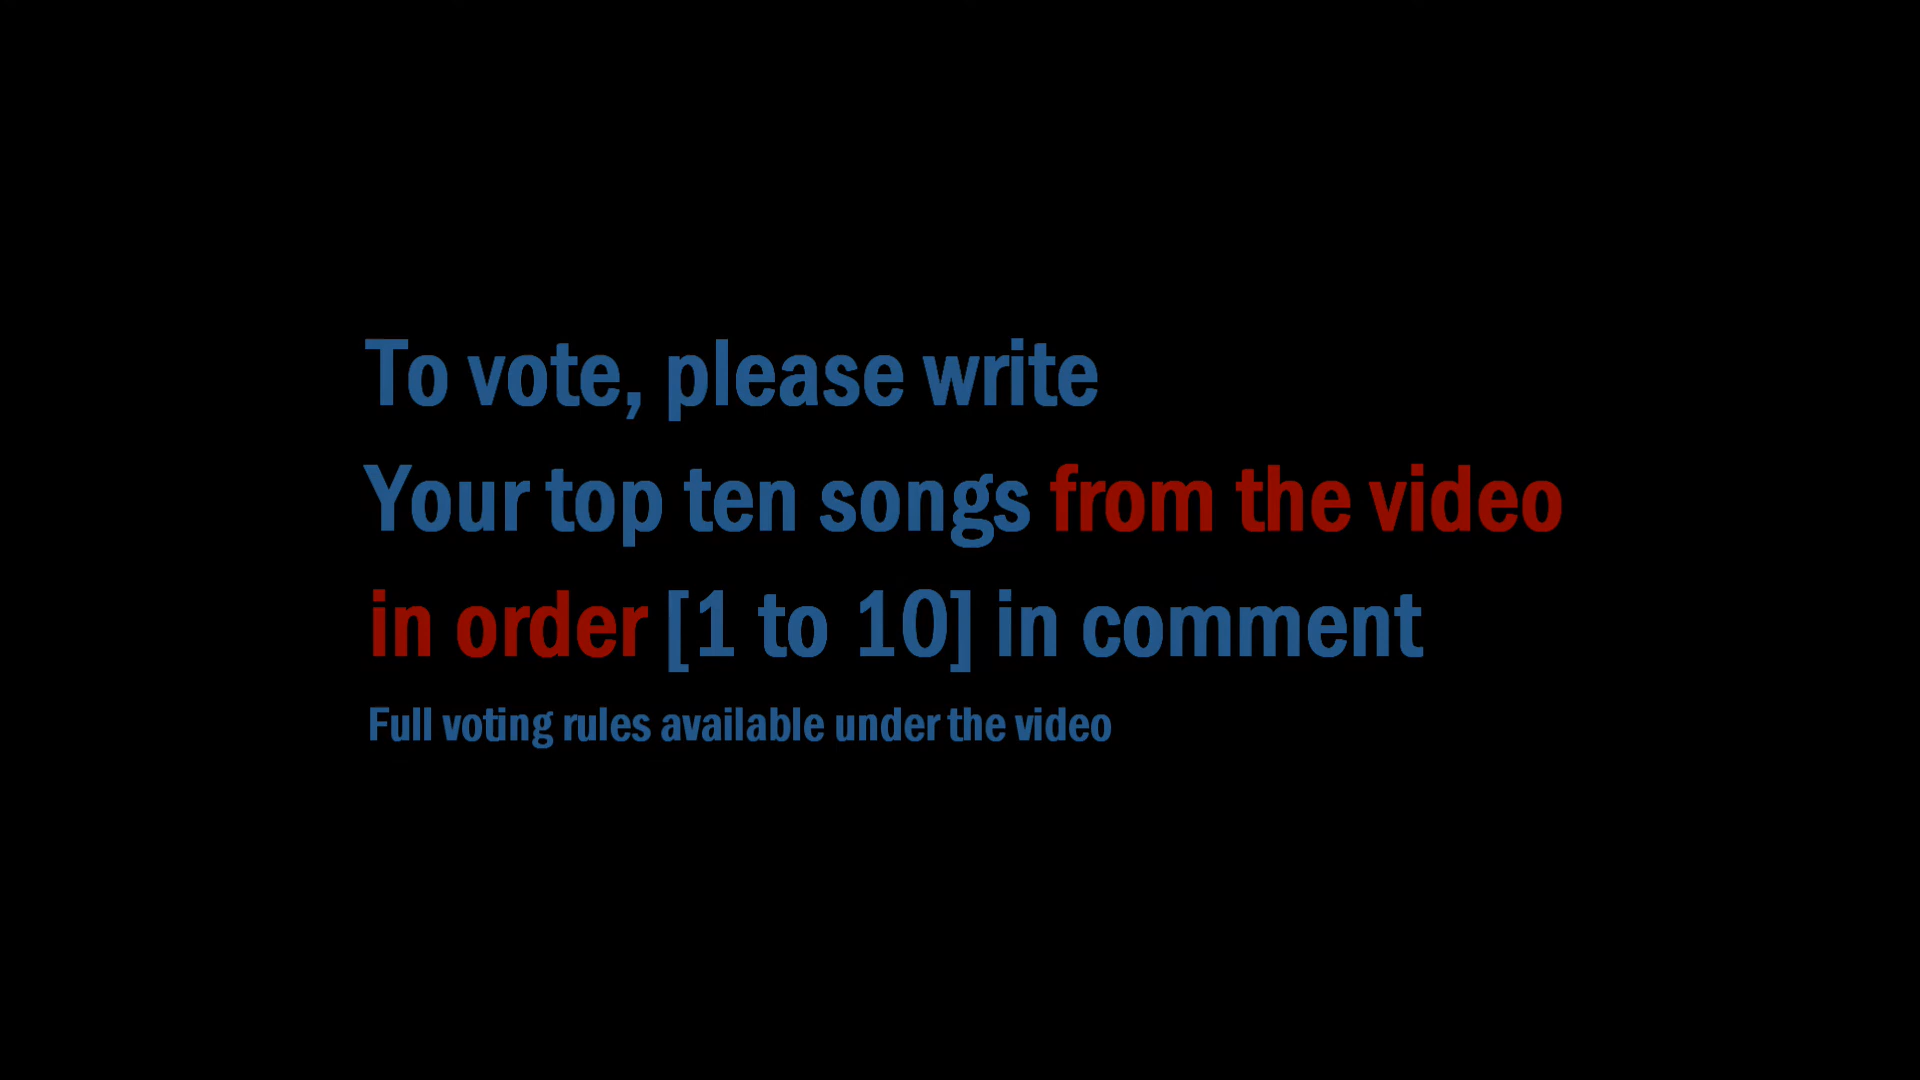 To vote, please write
Your top ten songs from the video
in order [1 to 10] in comment
Full voting rules available under the video